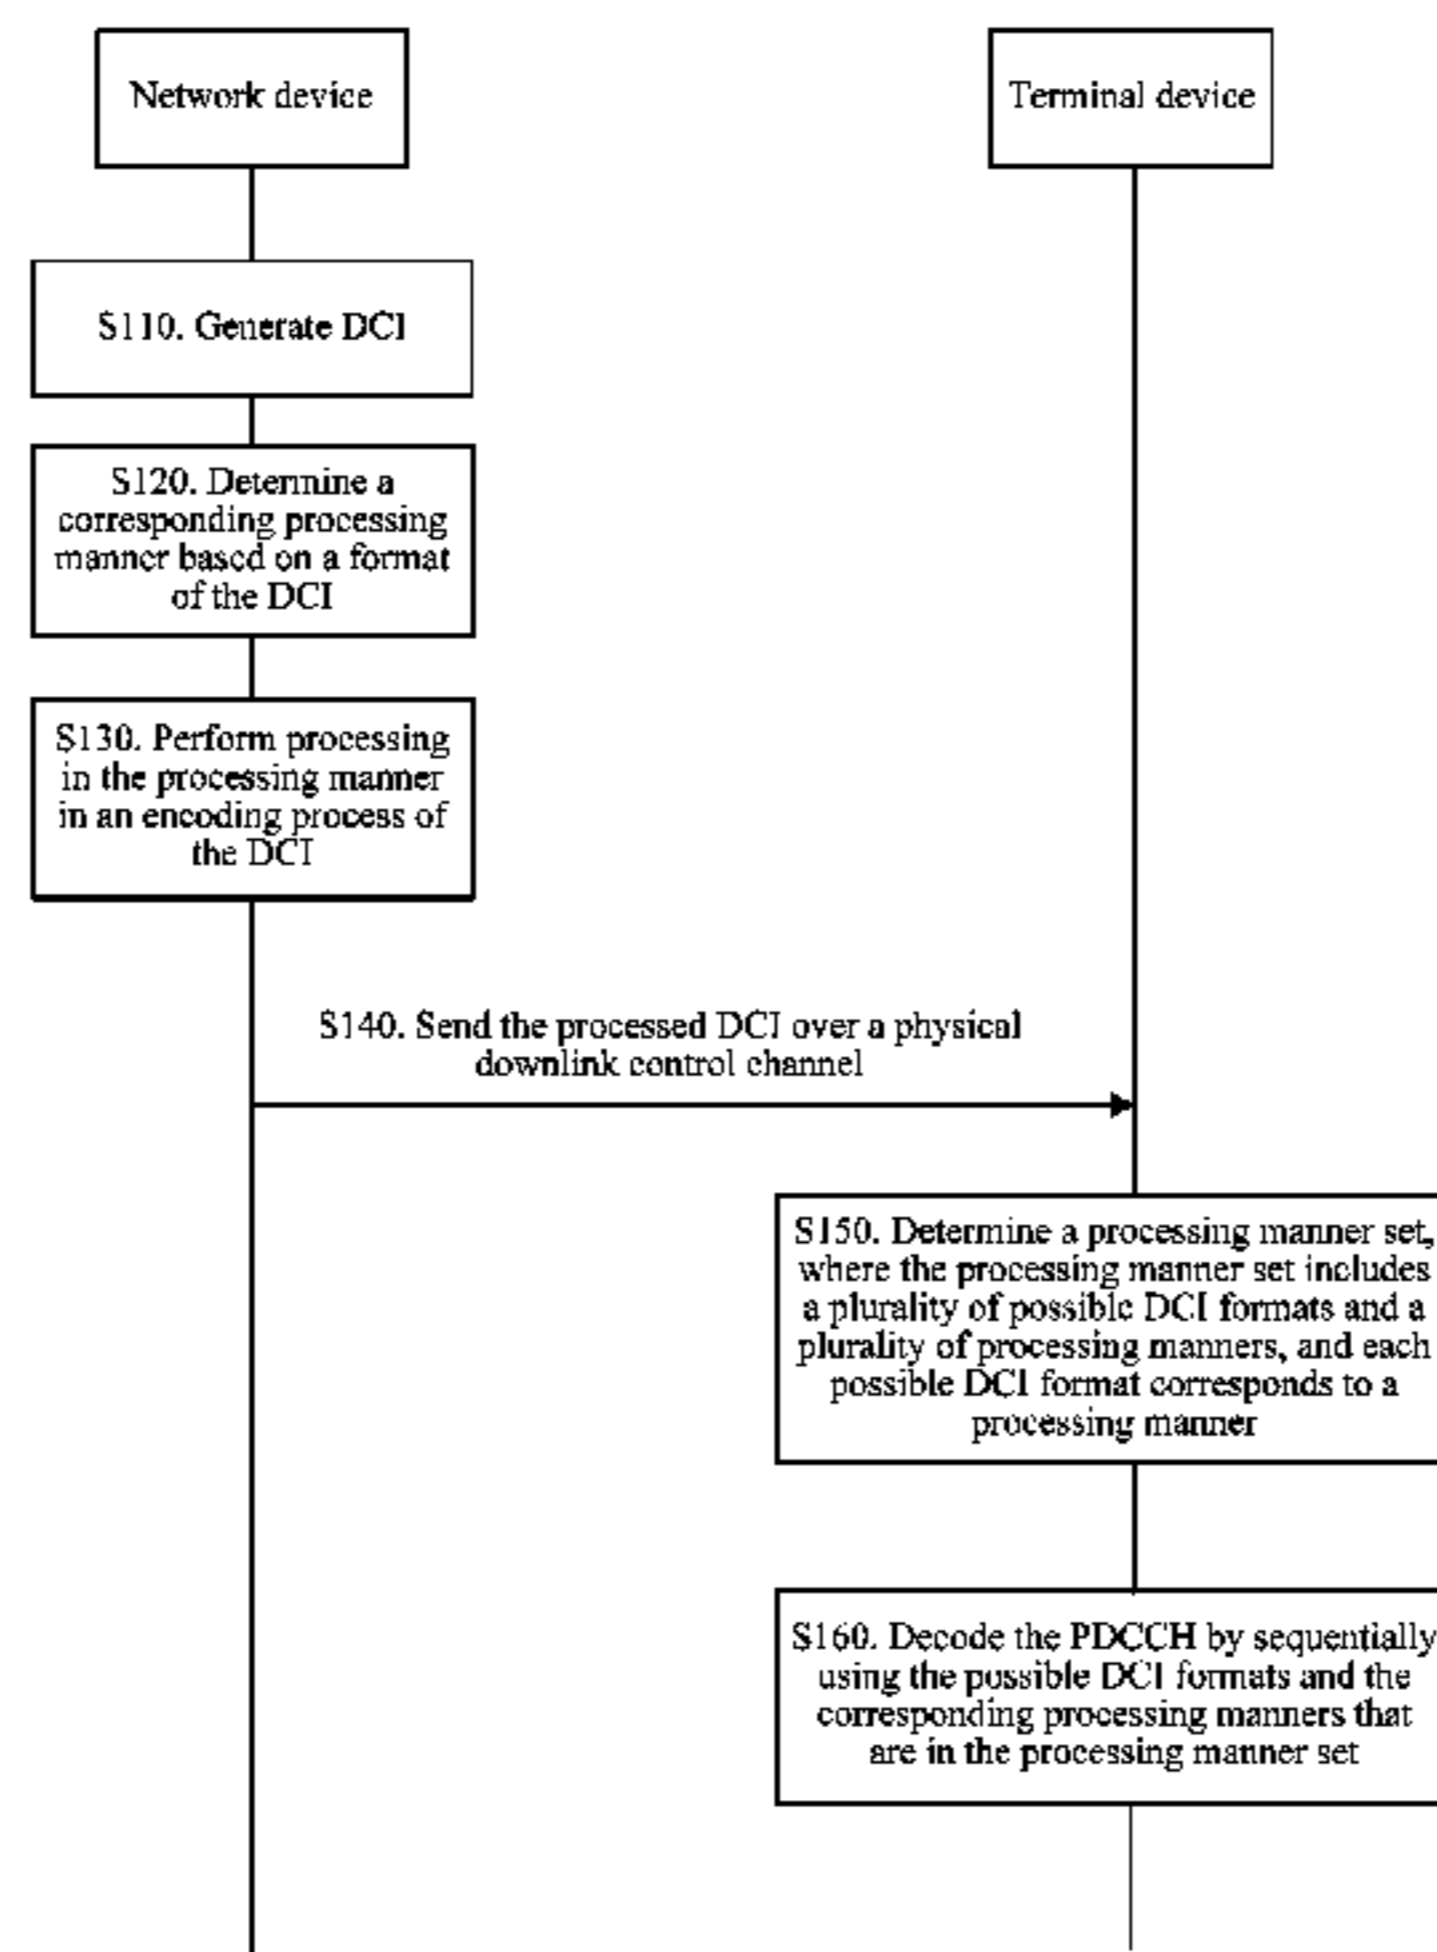 Network device
Terminal device
S110. Generate DCI
S120. Determine a
corresponding processing
manner based on a format
of the DCI
S130. Perform processing
in the processing manner
in an encoding process of
the DCI
S140. Send the processed DCI over a physical
downlink control channel
S150. Determine a processing manner set,
where the processing manner set includes
a plurality of possible DCI formats and a
plurality of processing manners, and each
possible DCI format corresponds to a
processing manner
S160. Decode the PDCCH by sequentially
using the possible DCI formats and the
corresponding processing manners that
are in the processing manner set